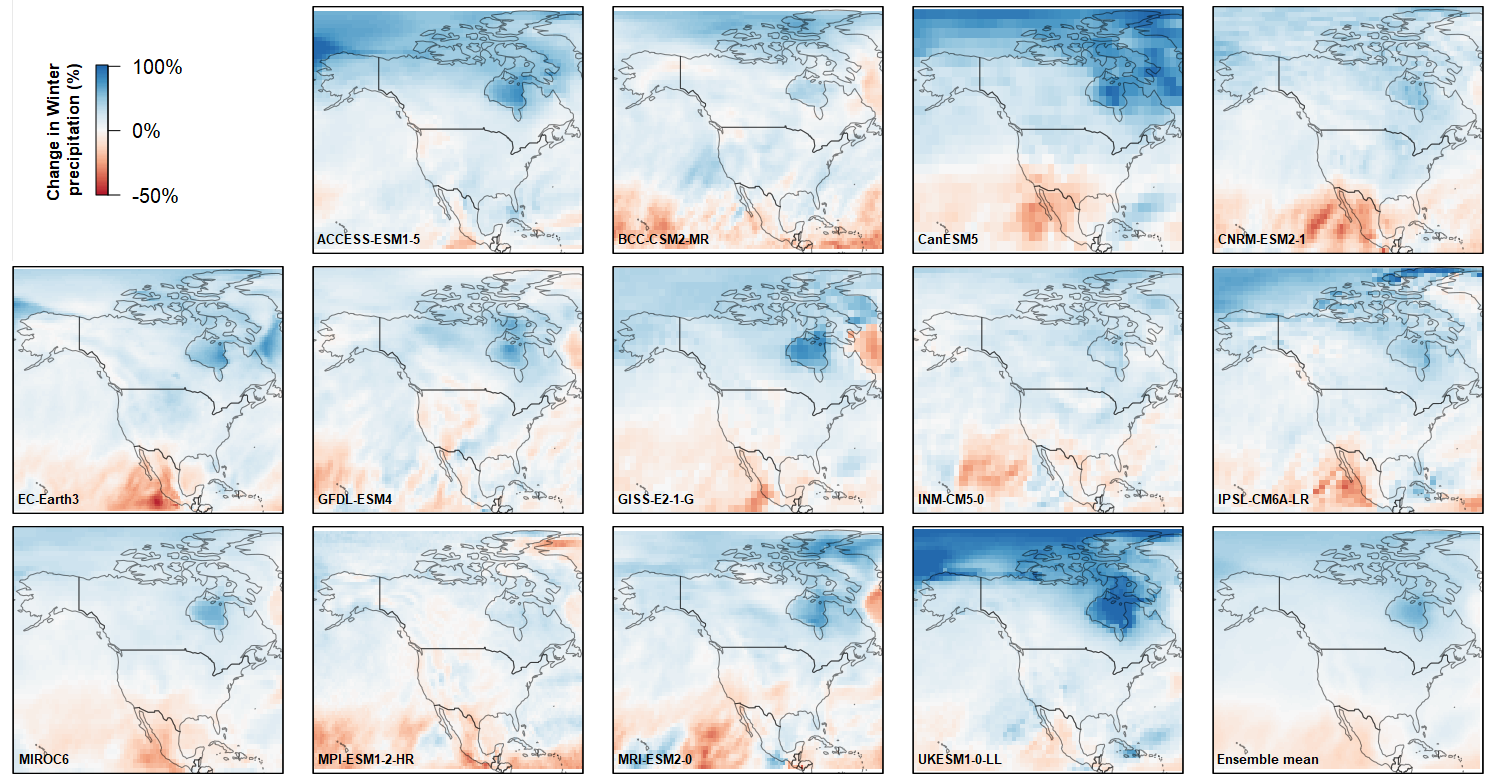 Change in Winter
precipitation (%)
100%
0%
-50%
ACCESS-ESM1-5
BCC-CSM2-MR
CanESM5
CNRM-ESM2-1
EC-Earth3
GFDL-ESM4
GISS-E2-1-G
INM-CM5-0
IPSL-CM6A-LR
MIROC6
MPI-ESM1-2-HR
MRI-ESM2-0
UKESM1-0-LL
Ensemble mean